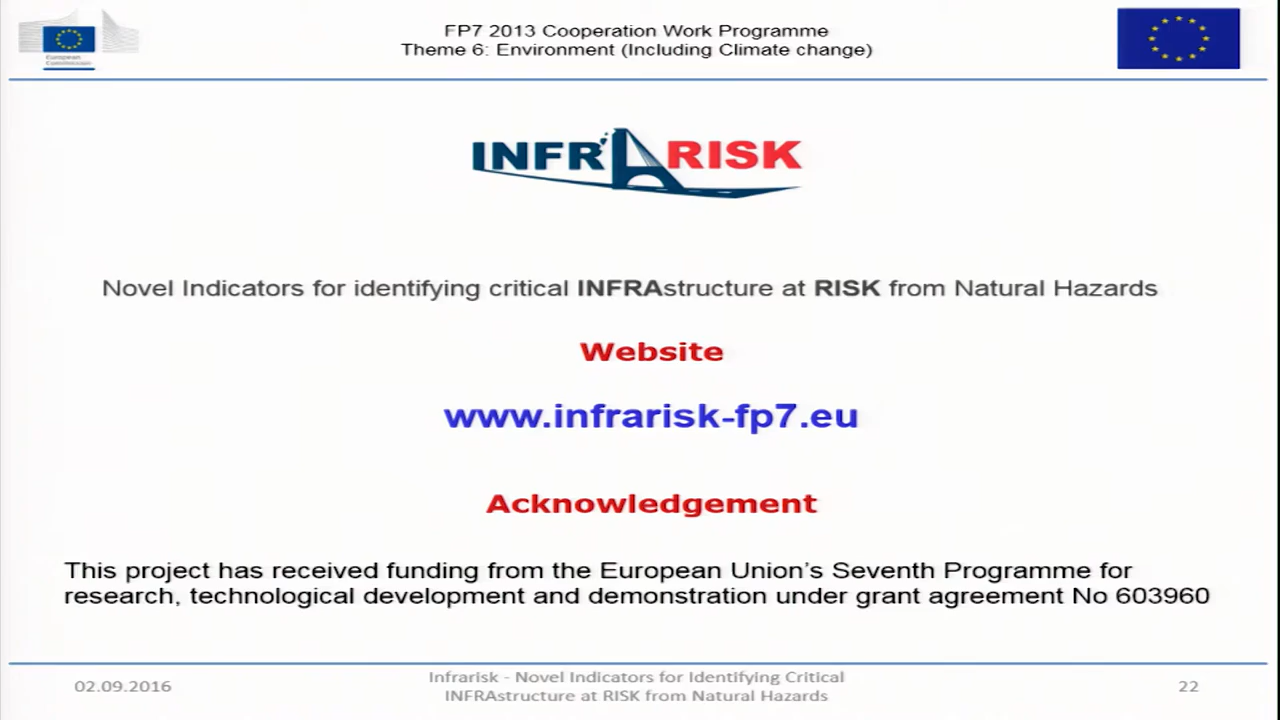 European
Commission
FP7 2013 Cooperation Work Programme
Theme 6: Environment (Including Climate change)
INFRARISK
Novel Indicators for identifying critical INFRAstructure at RISK from Natural Hazards
Website
www.infrarisk-fp7.eu
Acknowledgement
This project has received funding from the European Union’s Seventh Programme for
research, technological development and demonstration under grant agreement No 603960
02.09.2016
Infrarisk - Novel Indicators for Identifying Critical
INFRAstructure at RISK from Natural Hazards
22